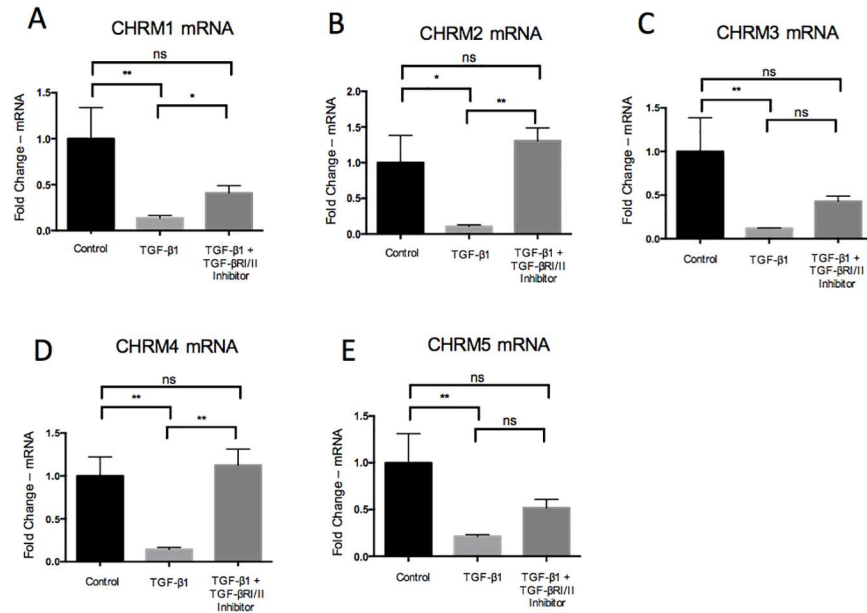 A
CHRM1 mRNA
ns
**
*
Fold Change – mRNA
1.5
1.0
0.5
0.0
Control
TGF-β1
TGF-β1 +
TGF-βRI/II
Inhibitor
B
CHRM2 mRNA
ns
*
**
Fold Change – mRNA
2.0
1.5
1.0
0.5
0.0
Control
TGF-β1
TGF-β1 +
TGF-βRI/II
Inhibitor
C
CHRM3 mRNA
ns
**
ns
Fold Change – mRNA
1.5
1.0
0.5
0.0
Control
TGF-β1
TGF-β1 +
TGF-βRI/II
Inhibitor
D
CHRM4 mRNA
ns
**
**
Fold Change – mRNA
1.5
1.0
0.5
0.0
Control
TGF-β1
TGF-β1 +
TGF-βRI/II
Inhibitor
E
CHRM5 mRNA
ns
**
ns
Fold Change – mRNA
1.5
1.0
0.5
0.0
Control
TGF-β1
TGF-β1 +
TGF-βRI/II
Inhibitor